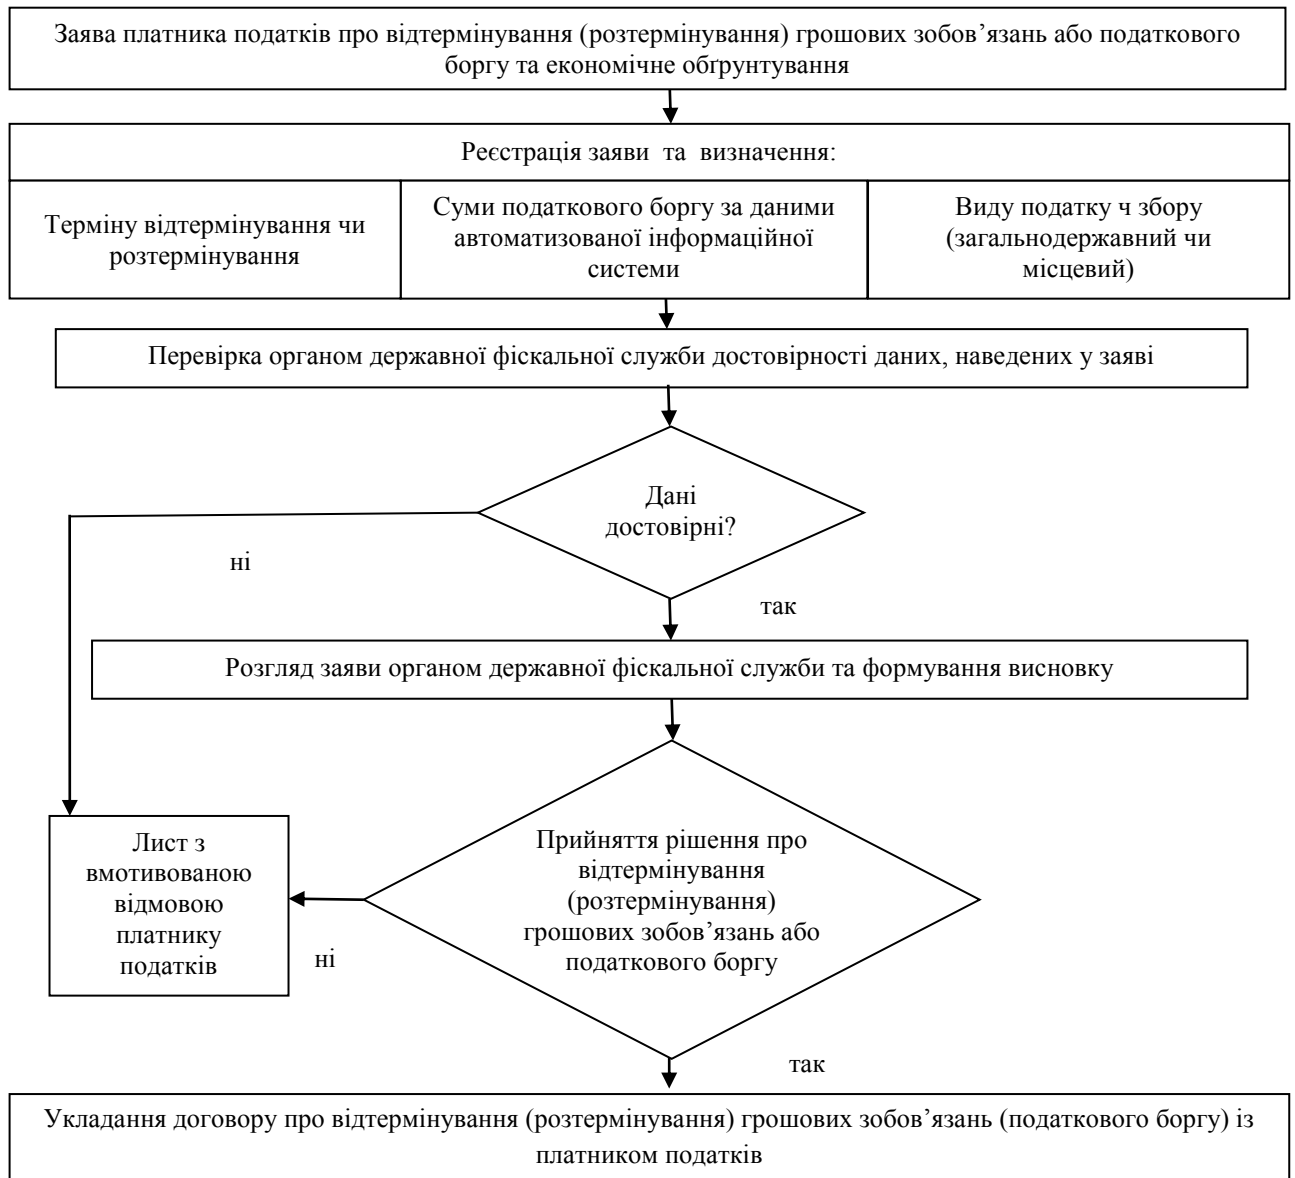 Заява платника податків про відтермінування (розтермінування) грошових зобов’язань або податкового
боргу та економічне обґрунтування
Реєстрація заяви та визначення:
Терміну відтермінування чи
розтермінування
Суми податкового боргу за даними
автоматизованої інформаційної
системи
Виду податку ч збору
(загальнодержавний чи
місцевий)
Перевірка органом державної фіскальної служби достовірності даних, наведених у заяві
Дані
достовірні?
ні
так
Розгляд заяви органом державної фіскальної служби та формування висновку
Прийняття рішення про
відтермінування
(розтермінування)
грошових зобов’язань або
податкового боргу
Лист з
вмотивованою
відмовою
платнику
податків
ні
так
Укладання договору про відтермінування (розтермінування) грошових зобов’язань (податкового боргу) із
платником податків